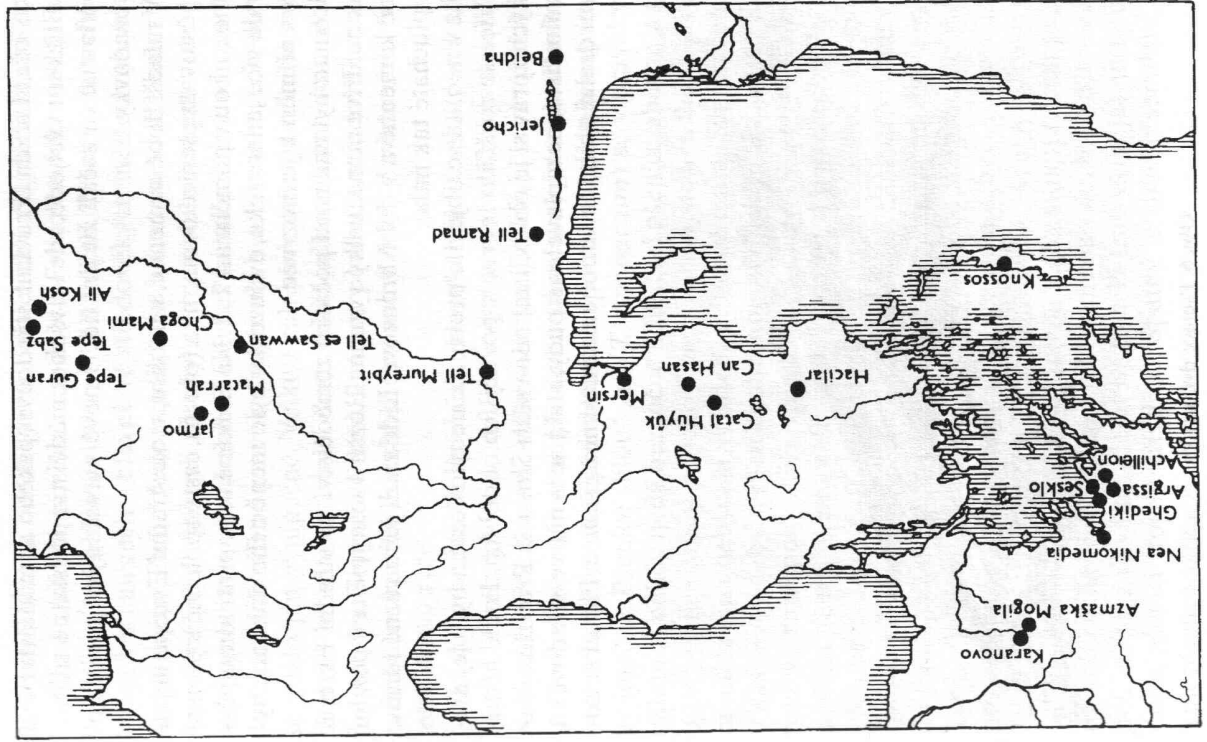 Karanovo
Azmaška Mogila
Nea Nikomedia
Ghediki
Argissa
Sesklo
Achilleion
Knossos
Hacilar
Çatal Hüyük
Can Hasan
Mersin
Tell Mureybit
Jarmo
Matarrah
Tell es Sawwan
Choga Mami
Tepe Guran
Tepe Sabz
Ali Kosh
Tell Ramad
Jericho
Beidha